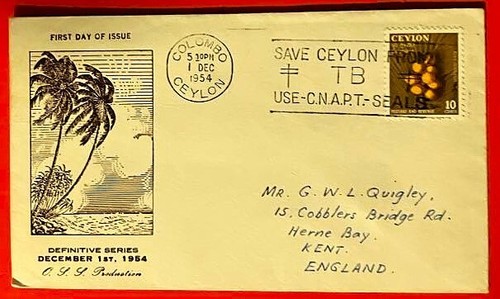 FIRST DAY OF ISSUE
COLOMBO
5 30PM
1 DEC
1954
CEYLON
SAVE CEYLON FROM
TB
USE-C.N.A.P.T.-SEALS
CEYLON
10
CENTS
DEFINITIVE SERIES
DECEMBER 1ST, 1954
O. S. S. Production
Mr. G. W. L. Quigley,
15, Cobblers Bridge Rd.
Herne Bay.
KENT.
ENGLAND.